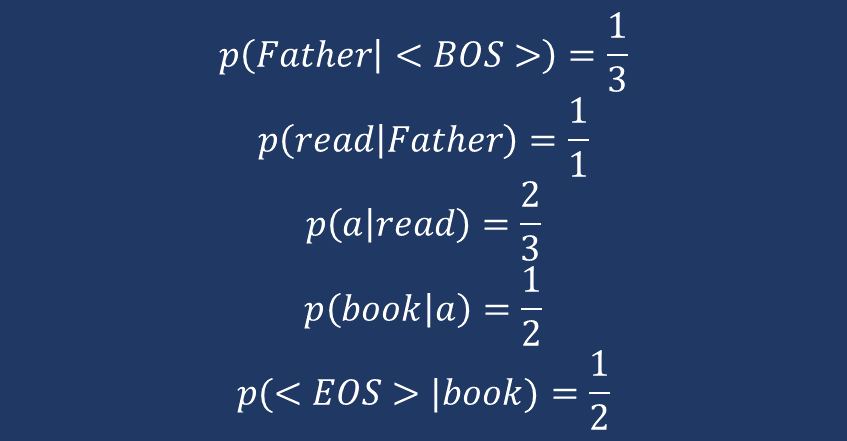 p(Father| < BOS >) = 1/3
p(read|Father) = 1/1
p(a|read) = 2/3
p(book|a) = 1/2
p(< EOS > |book) = 1/2